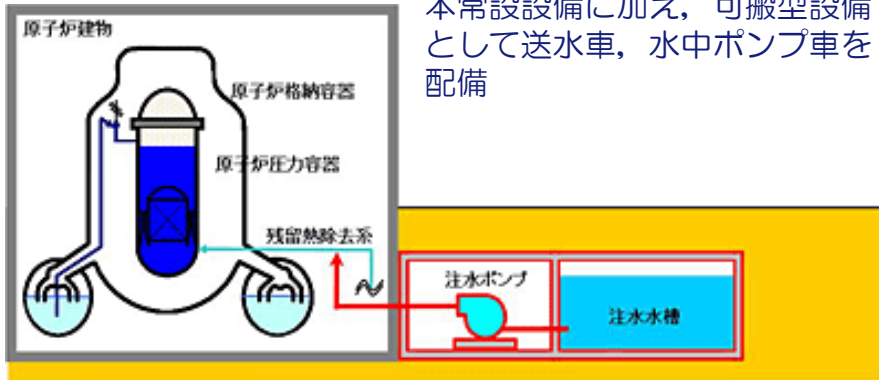 本常設設備に加え，可搬型設備
として送水車，水中ポンプ車を
配備
原子炉建物
原子炉格納容器
原子炉圧力容器
残留熱除去系
注水ポンプ
注水水槽